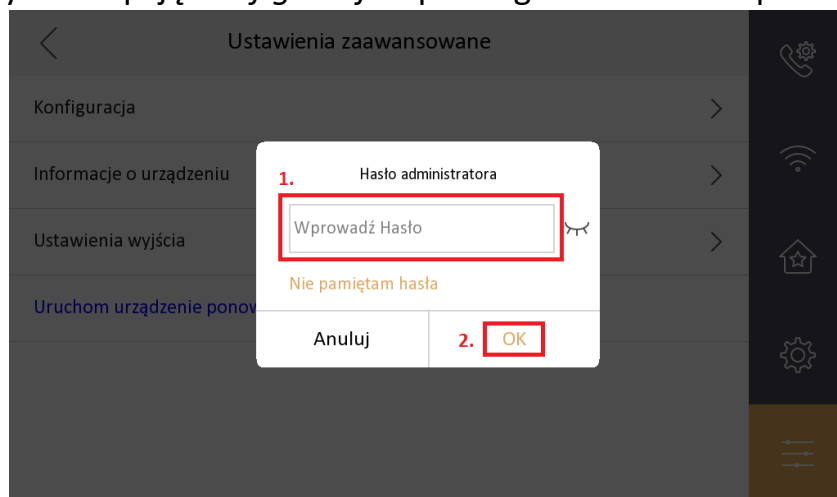 Ustawienia zaawansowane
Konfiguracja
Informacje o urządzeniu
Ustawienia wyjścia
Uruchom urządzenie
1.
Hasło administratora
Wprowadź Hasło
Nie pamiętam hasła
Anuluj
2.
OK